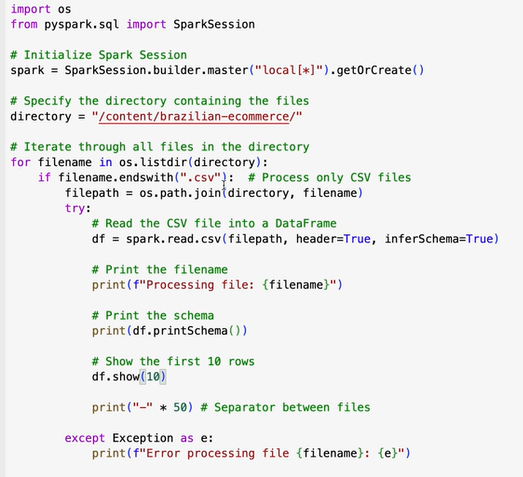 import os
from pyspark.sql import SparkSession
# Initialize Spark Session
spark = SparkSession.builder.master("local[*]").getOrCreate()
# Specify the directory containing the files
directory = "/content/brazilian-ecommerce/"
# Iterate through all files in the directory
for filename in os.listdir(directory):
    if filename.endswith(".csv"):  # Process only CSV files
        filepath = os.path.join(directory, filename)
        try:
            # Read the CSV file into a DataFrame
            df = spark.read.csv(filepath, header=True, inferSchema=True)
            # Print the filename
            print(f"Processing file: {filename}")
            # Print the schema
            print(df.printSchema())
            # Show the first 10 rows
            df.show(10)
            print("-" * 50) # Separator between files
        except Exception as e:
            print(f"Error processing file {filename}: {e}")